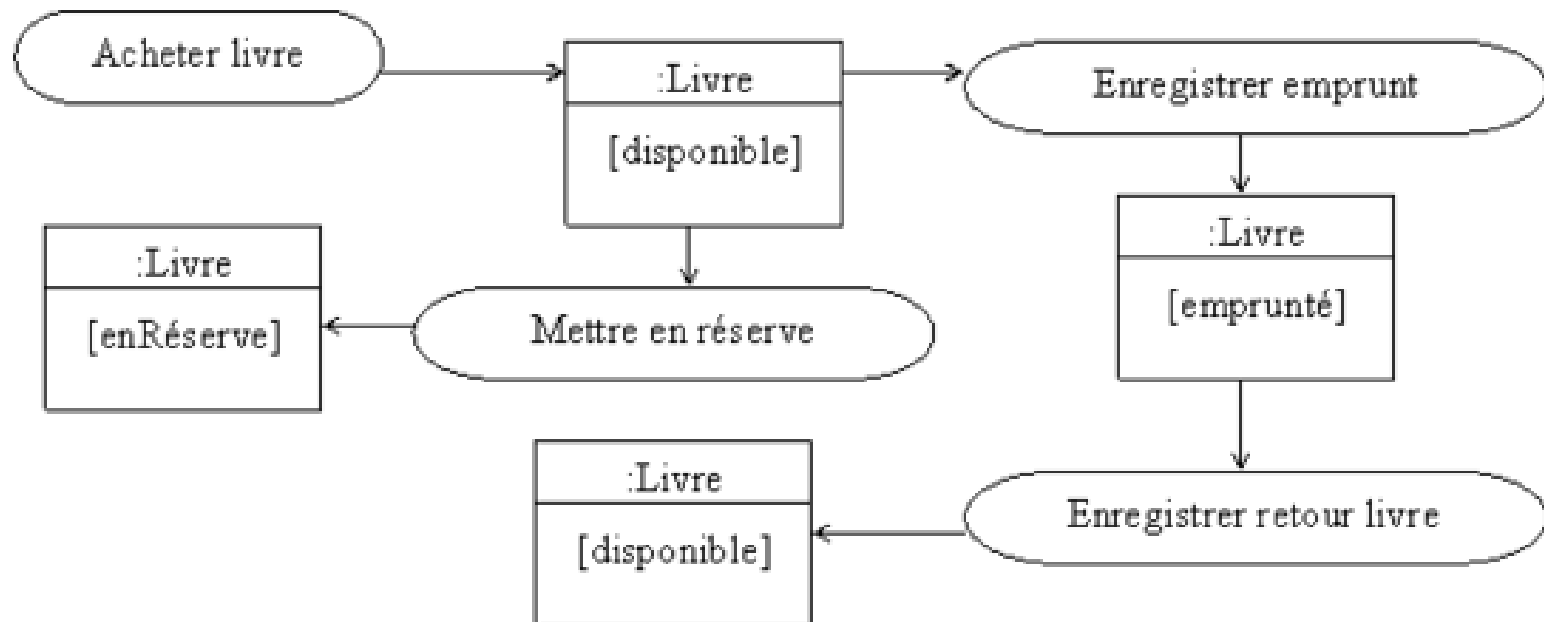 Acheter livre
:Livre
[disponible]
Enregistrer emprunt
:Livre
[emprunté]
:Livre
[enRéserve]
Mettre en réserve
:Livre
[disponible]
Enregistrer retour livre